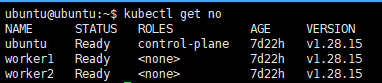 ubuntu@ubuntu:~$ kubectl get no
NAME STATUS ROLES AGE VERSION
ubuntu Ready control-plane 7d22h v1.28.15
worker1 Ready <none> 7d22h v1.28.15
worker2 Ready <none> 7d22h v1.28.15